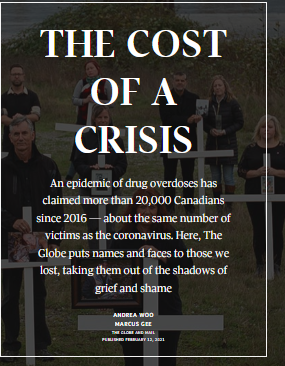 THE COST
OF A
CRISIS
An epidemic of drug overdoses has
claimed more than 20,000 Canadians
since 2016 — about the same number of
victims as the coronavirus. Here, The
Globe puts names and faces to those we
lost, taking them out of the shadows of
grief and shame
ANDREA WOO
MARCUS GEE
THE GLOBE AND MAIL
PUBLISHED FEBRUARY 12, 2021